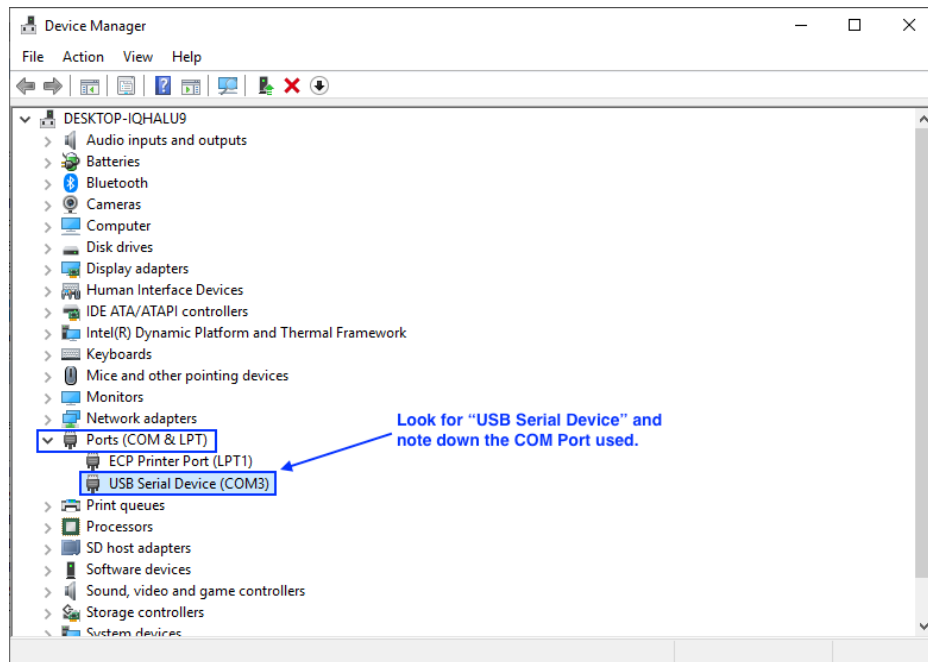 Device Manager
File Action View Help
DESKTOP-IQHALU9
Audio inputs and outputs
Batteries
Bluetooth
Cameras
Computer
Disk drives
Display adapters
Human Interface Devices
IDE ATA/ATAPI controllers
Intel(R) Dynamic Platform and Thermal Framework
Keyboards
Mice and other pointing devices
Monitors
Network adapters
Look for “USB Serial Device” and
note down the COM Port used.
Ports (COM & LPT)
ECP Printer Port (LPT1)
USB Serial Device (COM3)
Print queues
Processors
SD host adapters
Software devices
Sound, video and game controllers
Storage controllers
System devices